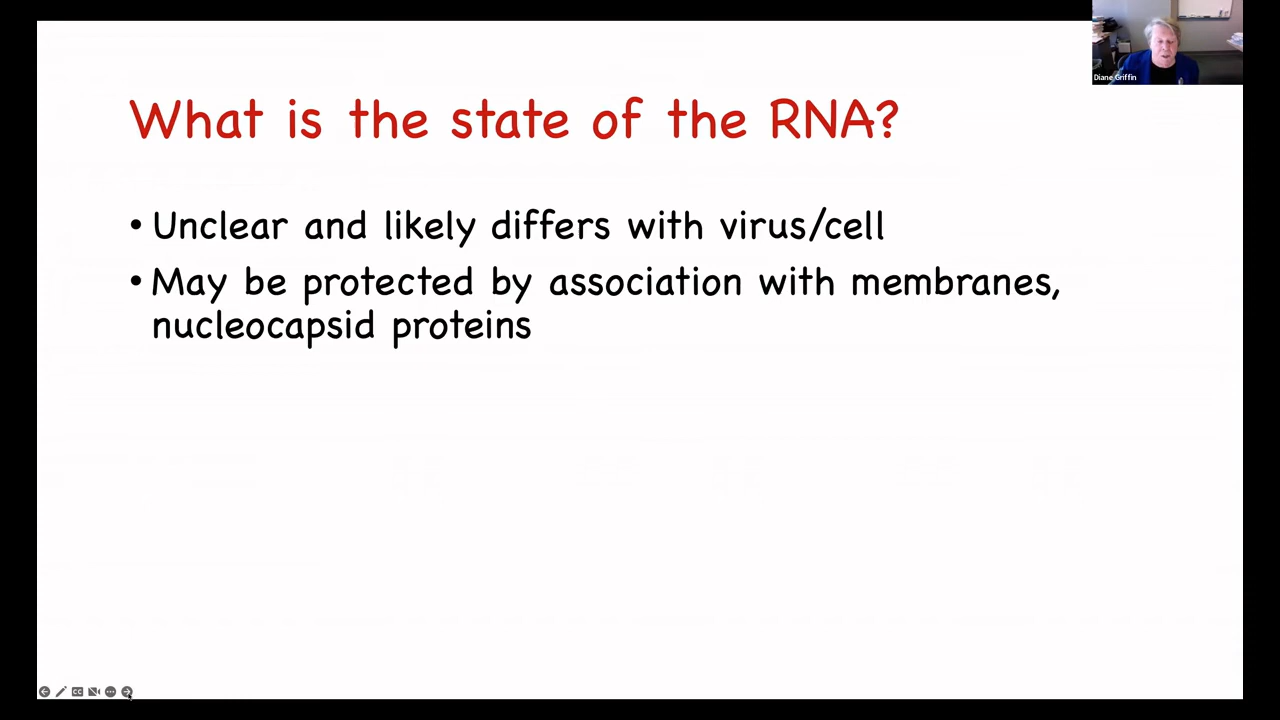 Diane Griffin
What is the state of the RNA?
• Unclear and likely differs with virus/cell
• May be protected by association with membranes,
nucleocapsid proteins
CC